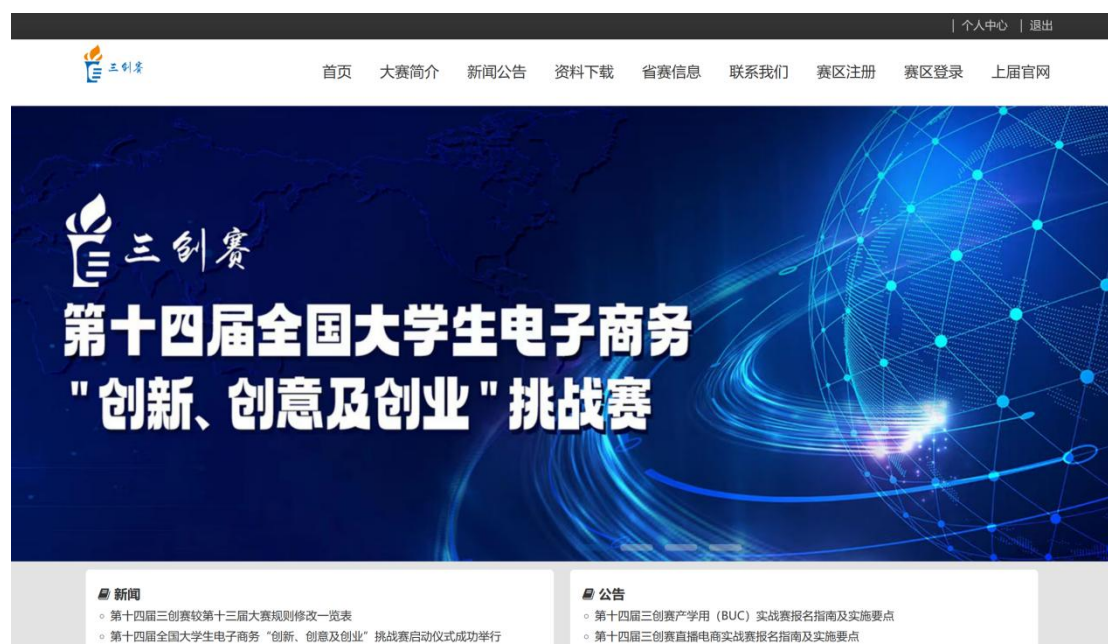 | 个人中心 | 退出
三创赛
首页 大赛简介 新闻公告 资料下载 省赛信息 联系我们 赛区注册 赛区登录 上届官网
三创赛
第十四届全国大学生电子商务
"创新、创意及创业"挑战赛
新闻
第十四届三创赛较第十三届大赛规则修改一览表
第十四届全国大学生电子商务“创新、创意及创业”挑战赛启动仪式成功举行
公告
第十四届三创赛产学用（BUC）实战赛报名指南及实施要点
第十四届三创赛直播电商实战赛报名指南及实施要点